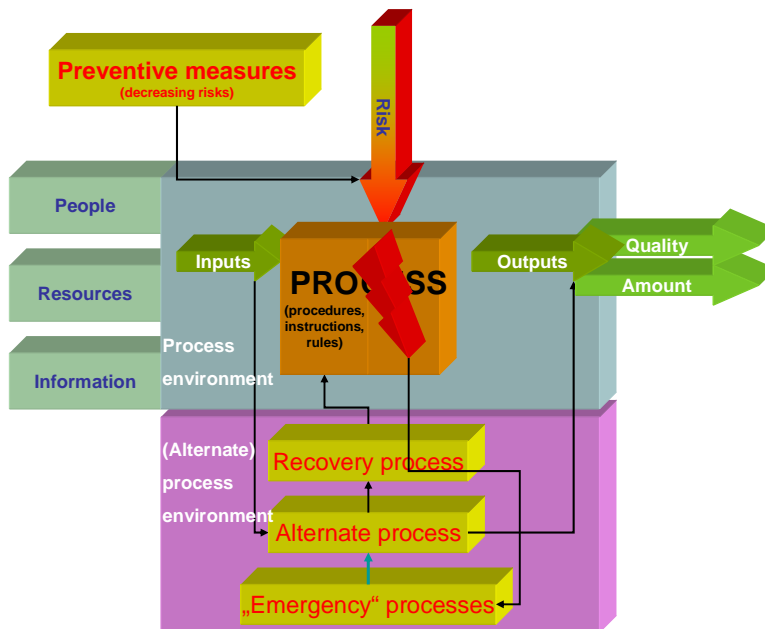 Preventive measures
(decreasing risks)
Risk
People
Resources
Information
Inputs
PROCESS
(procedures,
instructions,
rules)
Outputs
Quality
Amount
Process
environment
(Alternate)
process
environment
Recovery process
Alternate process
„Emergency“ processes